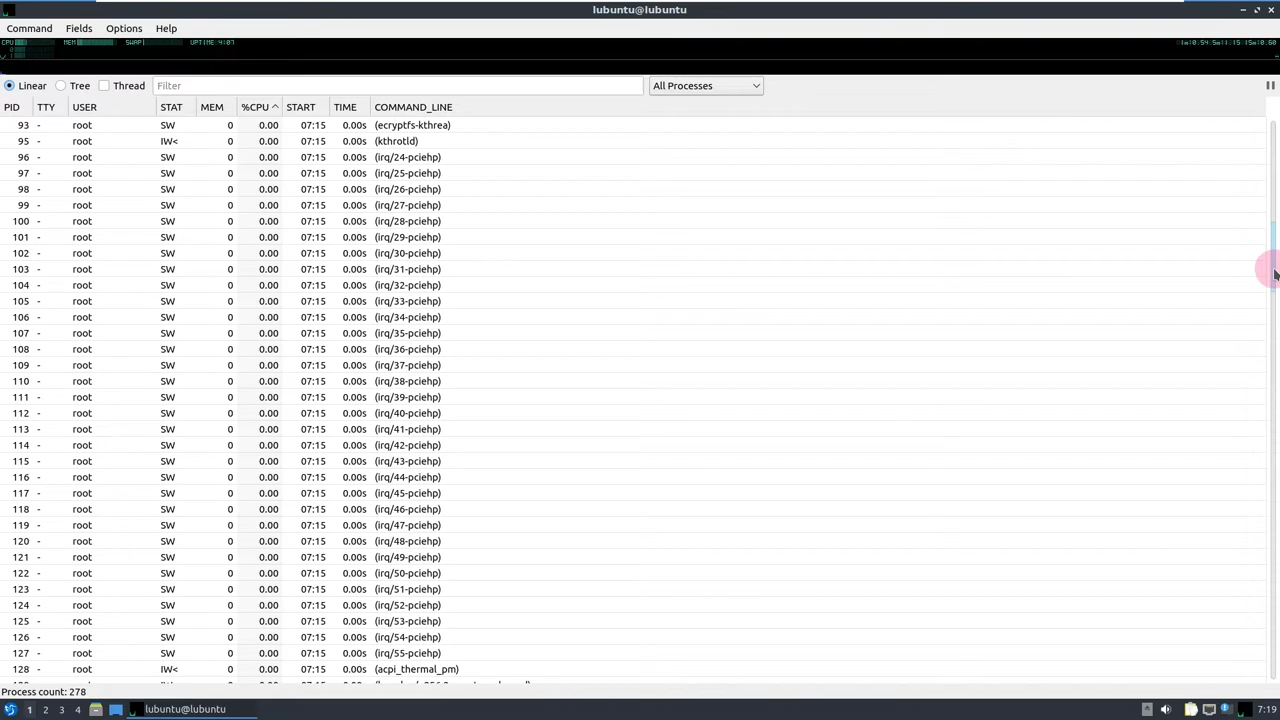 lubuntu@lubuntu
Command Fields Options Help
CPU MEM SWAP UPTIME 4:07
Linear Tree Thread Filter All Processes
PID TTY USER STAT MEM %CPU START TIME COMMAND_LINE
93 - root SW 0 0.00 07:15 0.00s (ecryptfs-kthrea)
95 - root IW< 0 0.00 07:15 0.00s (kthrotld)
96 - root SW 0 0.00 07:15 0.00s (irq/24-pciehp)
97 - root SW 0 0.00 07:15 0.00s (irq/25-pciehp)
98 - root SW 0 0.00 07:15 0.00s (irq/26-pciehp)
99 - root SW 0 0.00 07:15 0.00s (irq/27-pciehp)
100 - root SW 0 0.00 07:15 0.00s (irq/28-pciehp)
101 - root SW 0 0.00 07:15 0.00s (irq/29-pciehp)
102 - root SW 0 0.00 07:15 0.00s (irq/30-pciehp)
103 - root SW 0 0.00 07:15 0.00s (irq/31-pciehp)
104 - root SW 0 0.00 07:15 0.00s (irq/32-pciehp)
105 - root SW 0 0.00 07:15 0.00s (irq/33-pciehp)
106 - root SW 0 0.00 07:15 0.00s (irq/34-pciehp)
107 - root SW 0 0.00 07:15 0.00s (irq/35-pciehp)
108 - root SW 0 0.00 07:15 0.00s (irq/36-pciehp)
109 - root SW 0 0.00 07:15 0.00s (irq/37-pciehp)
110 - root SW 0 0.00 07:15 0.00s (irq/38-pciehp)
111 - root SW 0 0.00 07:15 0.00s (irq/39-pciehp)
112 - root SW 0 0.00 07:15 0.00s (irq/40-pciehp)
113 - root SW 0 0.00 07:15 0.00s (irq/41-pciehp)
114 - root SW 0 0.00 07:15 0.00s (irq/42-pciehp)
115 - root SW 0 0.00 07:15 0.00s (irq/43-pciehp)
116 - root SW 0 0.00 07:15 0.00s (irq/44-pciehp)
117 - root SW 0 0.00 07:15 0.00s (irq/45-pciehp)
118 - root SW 0 0.00 07:15 0.00s (irq/46-pciehp)
119 - root SW 0 0.00 07:15 0.00s (irq/47-pciehp)
120 - root SW 0 0.00 07:15 0.00s (irq/48-pciehp)
121 - root SW 0 0.00 07:15 0.00s (irq/49-pciehp)
122 - root SW 0 0.00 07:15 0.00s (irq/50-pciehp)
123 - root SW 0 0.00 07:15 0.00s (irq/51-pciehp)
124 - root SW 0 0.00 07:15 0.00s (irq/52-pciehp)
125 - root SW 0 0.00 07:15 0.00s (irq/53-pciehp)
126 - root SW 0 0.00 07:15 0.00s (irq/54-pciehp)
127 - root SW 0 0.00 07:15 0.00s (irq/55-pciehp)
128 - root IW< 0 0.00 07:15 0.00s (acpi_thermal_pm)
Process count: 278
1 2 3 4 lubuntu@lubuntu 7:19